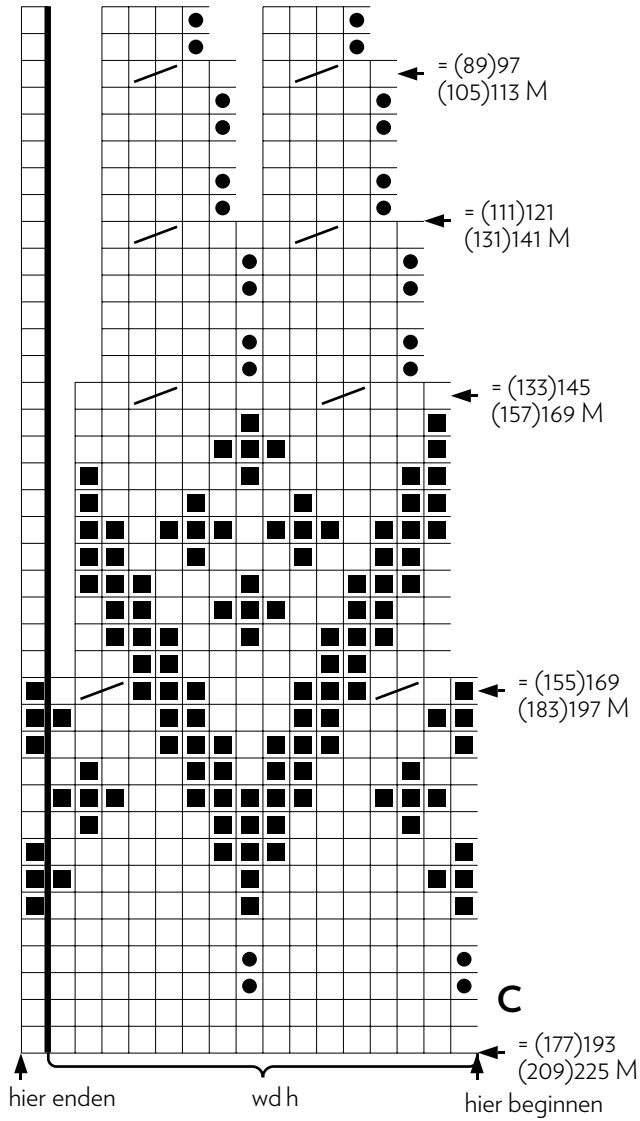 = (89)97
(105)113 M
= (111)121
(131)141 M
= (133)145
(157)169 M
= (155)169
(183)197 M
C
= (177)193
(209)225 M
hier enden
wdh
hier beginnen